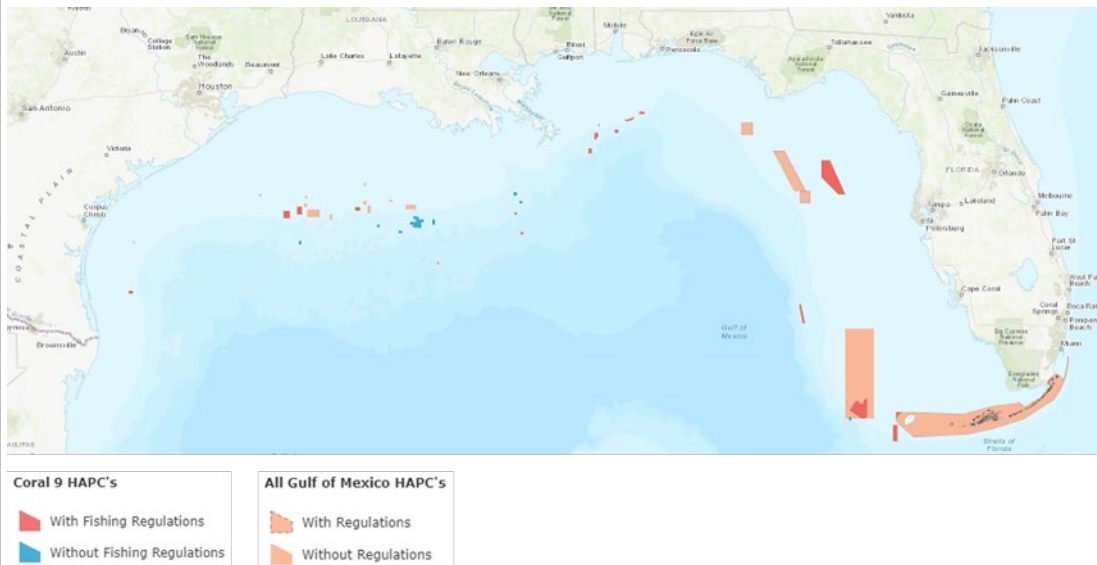 LOUISIANA
Bryan
College Station
Sam Houston National Forest
Austin
The Woodlands
Beaumont
Lake Charles
Lafayette
Baton Rouge
New Orleans
Houston
San Antonio
Victoria
Corpus Christi
COASTAL PLAIN
Brownsville
Mobile
Biloxi
Gulfport
Pensacola
Eglin Air Force Base
Tallahassee
Apalachicola National Forest
Valdosta
Jacksonville
Gainesville
Palm Coast
Ocala National Forest
FLORIDA
Orlando
Tampa
Lakeland
St Petersburg
Melbourne
Palm Bay
Port St Lucie
Cape Coral
West Palm Beach
Boca Rat
Coral Springs
Pompano Beach
Big Cypress National Preserve
Miami
Everglades National Park
Gulf of Mexico
Straits of Florida
Coral 9 HAPC's
With Fishing Regulations
Without Fishing Regulations
All Gulf of Mexico HAPC's
With Regulations
Without Regulations